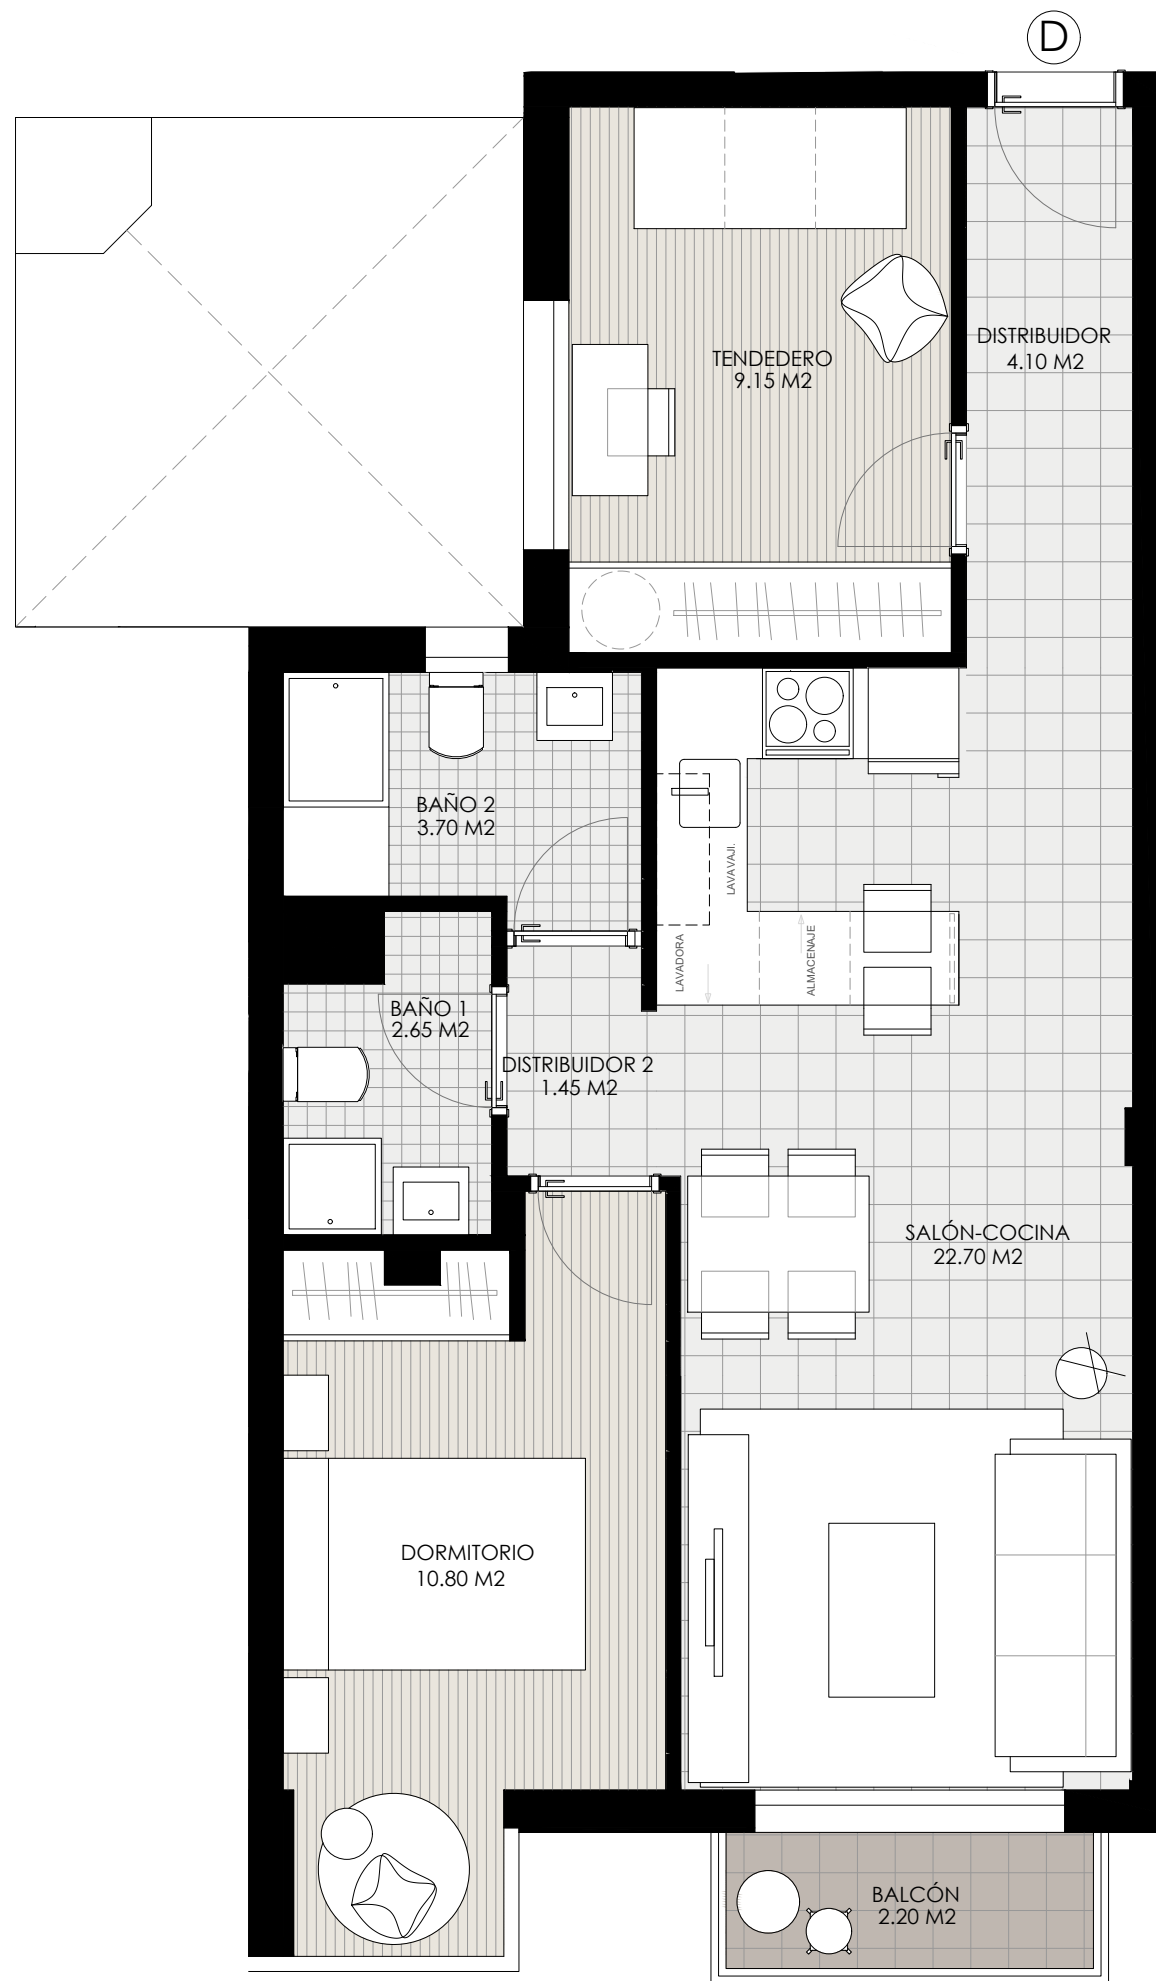 D
DISTRIBUIDOR
4.10 M2
TENDEDERO
9.15 M2
BAÑO 2
3.70 M2
LAVAVAJI.
LAVADORA
ALMACENAJE
BAÑO 1
2.65 M2
DISTRIBUIDOR 2
1.45 M2
SALÓN-COCINA
22.70 M2
DORMITORIO
10.80 M2
BALCÓN
2.20 M2